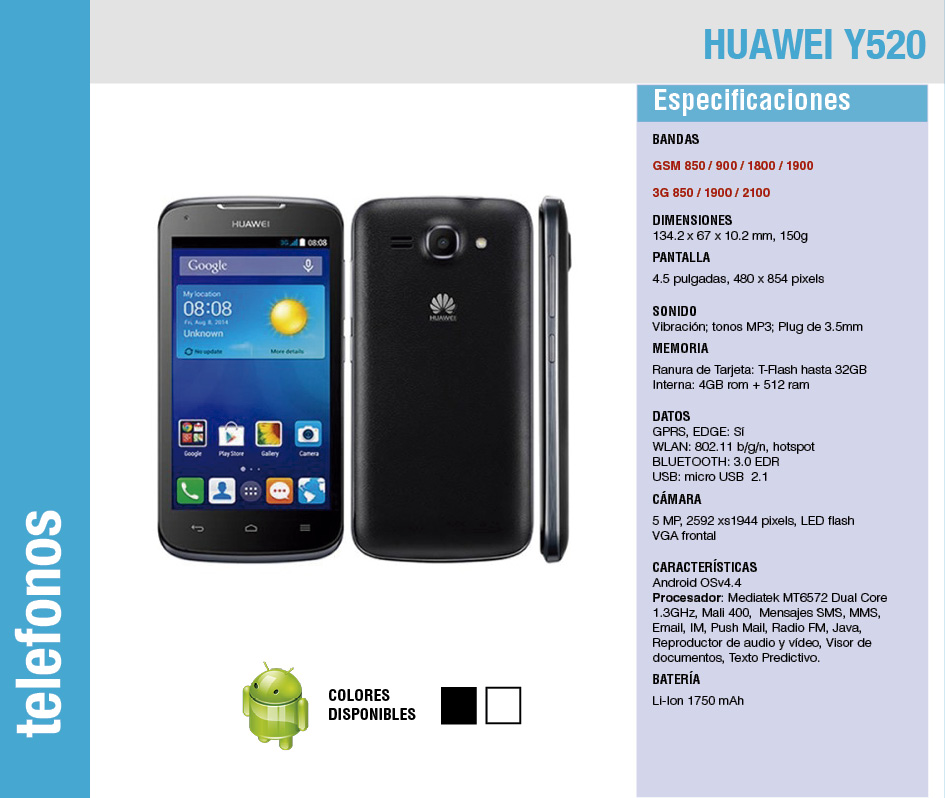 HUAWEI Y520
telefonos
HUAWEI
3G 08:08
Google
My location
08:08
Fri, Aug 8, 2014
Unknown
No update More details
Google Play Store Gallery Camera
HUAWEI
COLORES
DISPONIBLES
Especificaciones
BANDAS
GSM 850 / 900 / 1800 / 1900
3G 850 / 1900 / 2100
DIMENSIONES
134.2 x 67 x 10.2 mm, 150g
PANTALLA
4.5 pulgadas, 480 x 854 pixels
SONIDO
Vibración; tonos MP3; Plug de 3.5mm
MEMORIA
Ranura de Tarjeta: T-Flash hasta 32GB
Interna: 4GB rom + 512 ram
DATOS
GPRS, EDGE: Sí
WLAN: 802.11 b/g/n, hotspot
BLUETOOTH: 3.0 EDR
USB: micro USB 2.1
CÁMARA
5 MP, 2592 xs1944 pixels, LED flash
VGA frontal
CARACTERÍSTICAS
Android OSv4.4
Procesador: Mediatek MT6572 Dual Core
1.3GHz, Mali 400, Mensajes SMS, MMS,
Email, IM, Push Mail, Radio FM, Java,
Reproductor de audio y vídeo, Visor de
documentos, Texto Predictivo.
BATERÍA
Li-Ion 1750 mAh